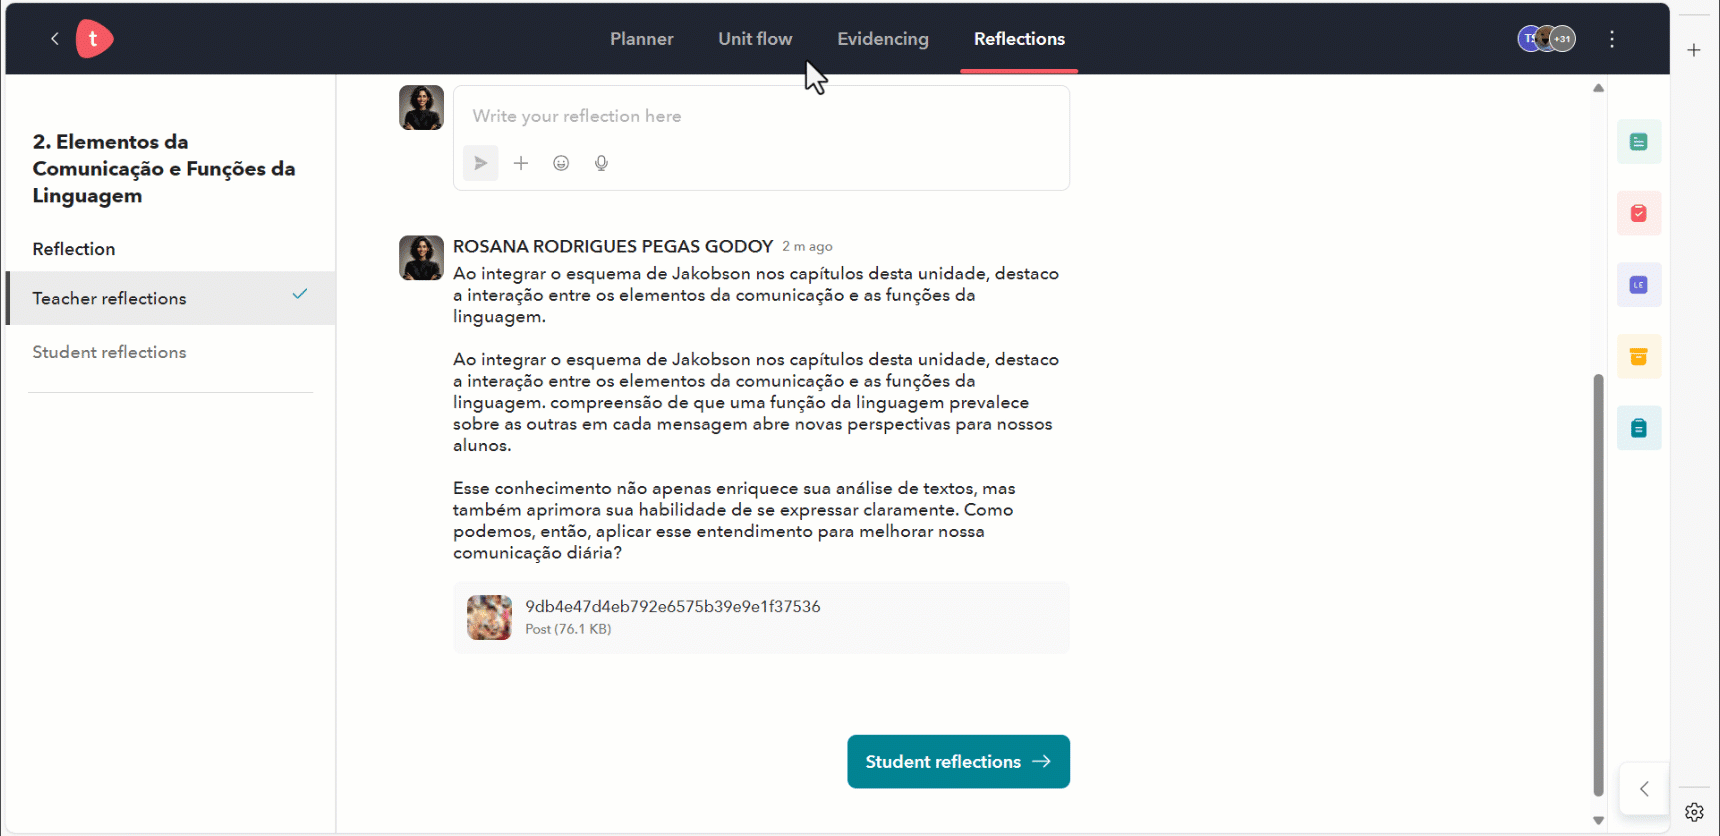 t
Planner
Unit flow
Evidencing
Reflections
TS
+31
2. Elementos da
Comunicação e Funções da
Linguagem
Reflection
Teacher reflections
Student reflections
Write your reflection here
ROSANA RODRIGUES PEGAS GODOY 2 m ago
Ao integrar o esquema de Jakobson nos capítulos desta unidade, destaco
a interação entre os elementos da comunicação e as funções da
linguagem.
Ao integrar o esquema de Jakobson nos capítulos desta unidade, destaco
a interação entre os elementos da comunicação e as funções da
linguagem. compreensão de que uma função da linguagem prevalece
sobre as outras em cada mensagem abre novas perspectivas para nossos
alunos.
Esse conhecimento não apenas enriquece sua análise de textos, mas
também aprimora sua habilidade de se expressar claramente. Como
podemos, então, aplicar esse entendimento para melhorar nossa
comunicação diária?
9db4e47d4eb792e6575b39e9e1f37536
Post (76.1 KB)
Student reflections
LE